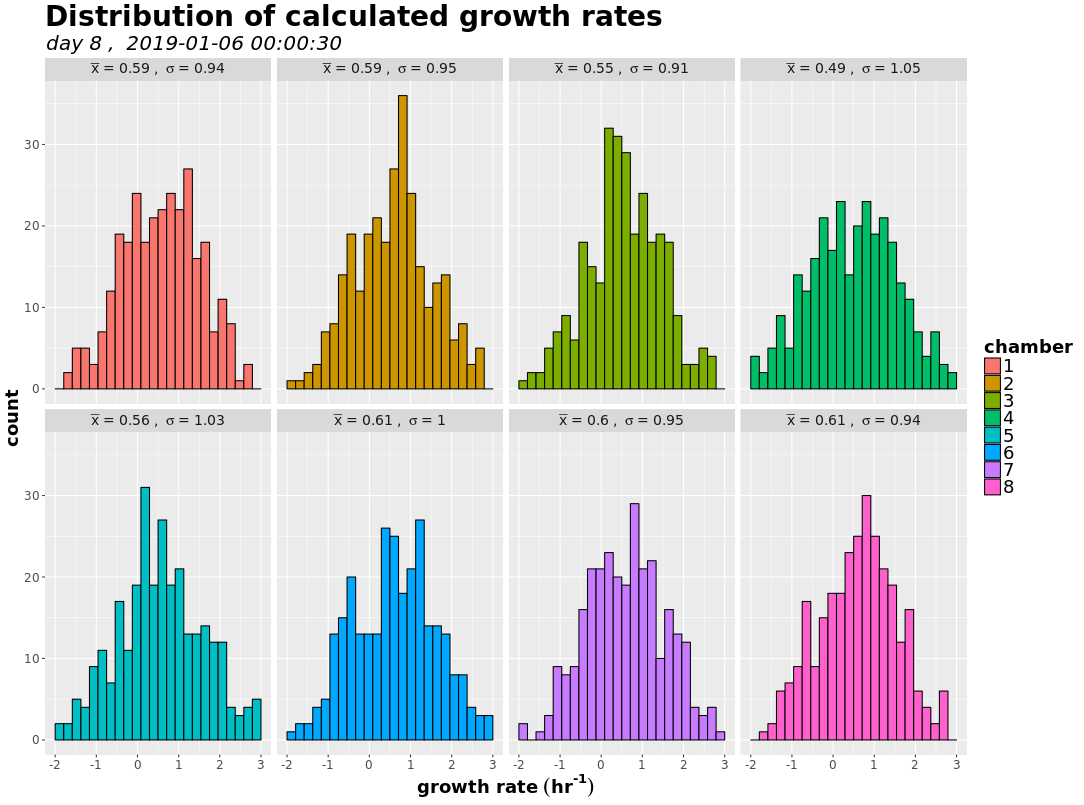 Distribution of calculated growth rates
day 8 ,  2019-01-06 00:00:30
x̅ = 0.59 ,  σ = 0.94
x̅ = 0.59 ,  σ = 0.95
x̅ = 0.55 ,  σ = 0.91
x̅ = 0.49 ,  σ = 1.05
30
20
10
0
x̅ = 0.56 ,  σ = 1.03
x̅ = 0.61 ,  σ = 1
x̅ = 0.6 ,  σ = 0.95
x̅ = 0.61 ,  σ = 0.94
30
20
10
0
-2 -1 0 1 2 3
-2 -1 0 1 2 3
-2 -1 0 1 2 3
-2 -1 0 1 2 3
growth rate (hr⁻¹)
count
chamber
1
2
3
4
5
6
7
8